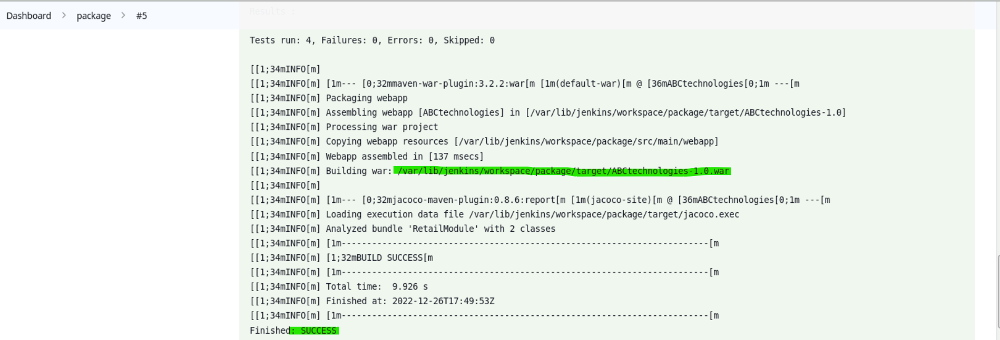 Dashboard > package > #5
Results :
Tests run: 4, Failures: 0, Errors: 0, Skipped: 0
[[1;34mINFO[m]
[[1;34mINFO[m] [1m--- [0;32mmaven-war-plugin:3.2.2:war[m [1m(default-war)[m @ [36mABCtechnologies[0;1m ---[m
[[1;34mINFO[m] Packaging webapp
[[1;34mINFO[m] Assembling webapp [ABCtechnologies] in [/var/lib/jenkins/workspace/package/target/ABCtechnologies-1.0]
[[1;34mINFO[m] Processing war project
[[1;34mINFO[m] Copying webapp resources [/var/lib/jenkins/workspace/package/src/main/webapp]
[[1;34mINFO[m] Webapp assembled in [137 msecs]
[[1;34mINFO[m] Building war: /var/lib/jenkins/workspace/package/target/ABCtechnologies-1.0.war
[[1;34mINFO[m]
[[1;34mINFO[m] [1m--- [0;32mjacoco-maven-plugin:0.8.6:report[m [1m(jacoco-site)[m @ [36mABCtechnologies[0;1m ---[m
[[1;34mINFO[m] Loading execution data file /var/lib/jenkins/workspace/package/target/jacoco.exec
[[1;34mINFO[m] Analyzed bundle 'RetailModule' with 2 classes
[[1;34mINFO[m] [1m------------------------------------------------------------------------[m
[[1;34mINFO[m] [1;32mBUILD SUCCESS[m
[[1;34mINFO[m] [1m------------------------------------------------------------------------[m
[[1;34mINFO[m] Total time:  9.926 s
[[1;34mINFO[m] Finished at: 2022-12-26T17:49:53Z
[[1;34mINFO[m] [1m------------------------------------------------------------------------[m
Finished: SUCCESS